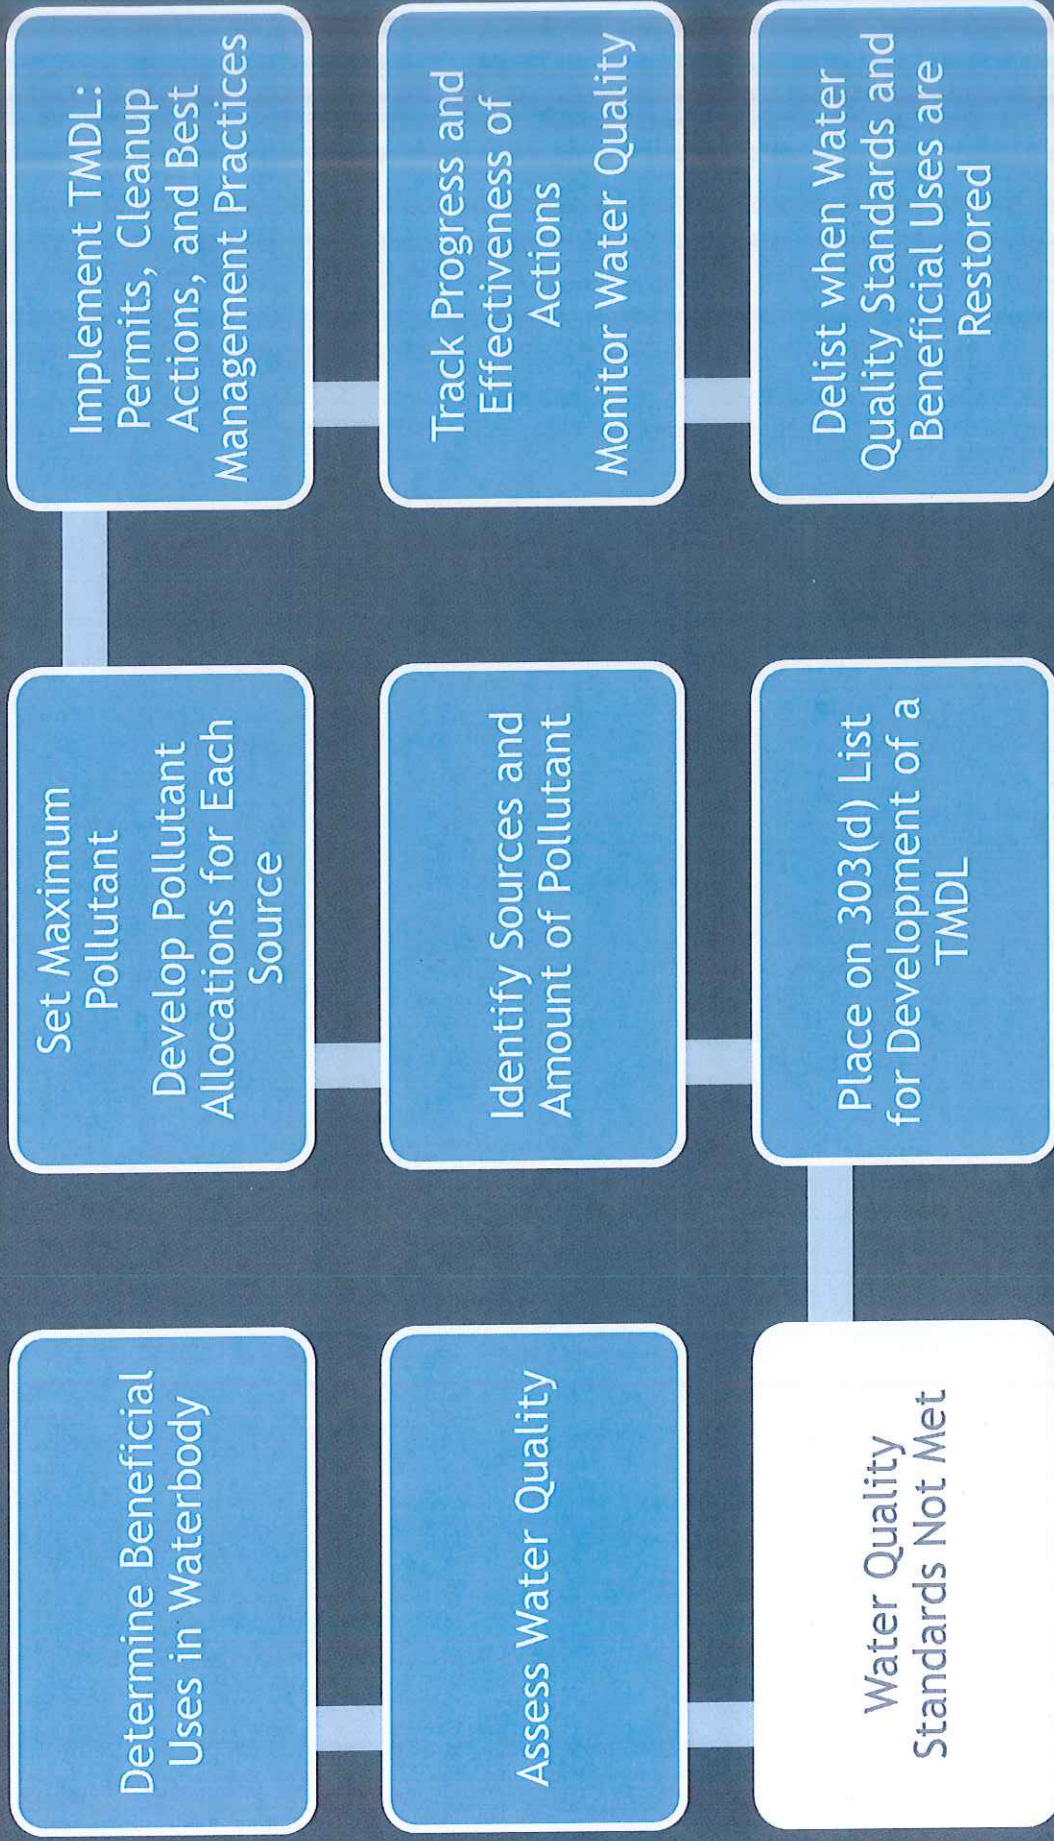 Determine Beneficial
Uses in Waterbody
Assess Water Quality
Water Quality
Standards Not Met
Place on 303(d) List
for Development of a
TMDL
Identify Sources and
Amount of Pollutant
Set Maximum
Pollutant
Develop Pollutant
Allocations for Each
Source
Implement TMDL:
Permits, Cleanup
Actions, and Best
Management Practices
Track Progress and
Effectiveness of
Actions
Monitor Water Quality
Delist when Water
Quality Standards and
Beneficial Uses are
Restored